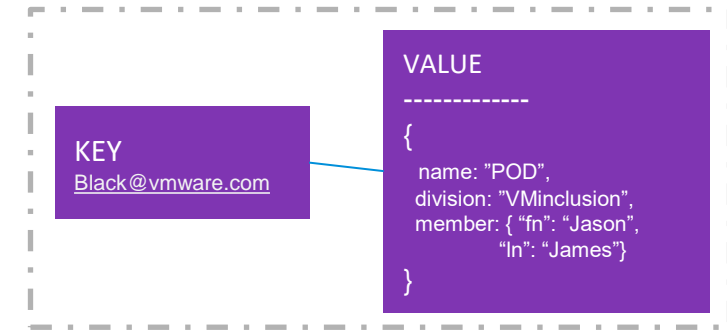 KEY
Black@vmware.com
VALUE
-------------
{
name: ”POD”,
division: ”VMinclusion”,
member: { “fn”: “Jason”,
“ln”: “James”}
}